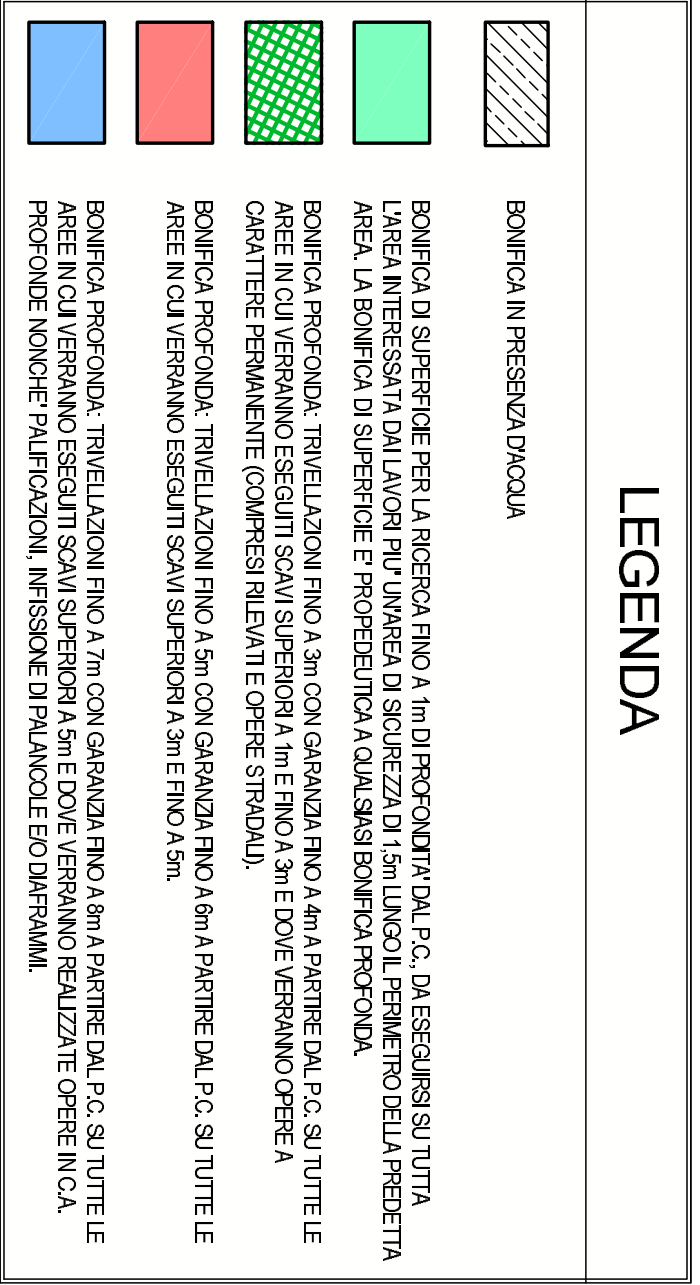 LEGENDA
BONIFICA IN PRESENZA D'ACQUA
BONIFICA DI SUPERFICIE PER LA RICERCA FINO A 1m DI PROFONDITA' DAL P.C., DA ESEGUIRSI SU TUTTA
L'AREA INTERESSATA DAI LAVORI PIU' UN'AREA DI SICUREZZA DI 1,5m LUNGO IL PERIMETRO DELLA PREDETTA
AREA. LA BONIFICA DI SUPERFICIE E' PROPEDEUTICA A QUALSIASI BONIFICA PROFONDA.
BONIFICA PROFONDA: TRIVELLAZIONI FINO A 3m CON GARANZIA FINO A 4m A PARTIRE DAL P.C. SU TUTTE LE
AREE IN CUI VERRANNO ESEGUITI SCAVI SUPERIORI A 1m E FINO A 3m E DOVE VERRANNO OPERE A
CARATTERE PERMANENTE (COMPRESI RILEVATI E OPERE STRADALI).
BONIFICA PROFONDA: TRIVELLAZIONI FINO A 5m CON GARANZIA FINO A 6m A PARTIRE DAL P.C. SU TUTTE LE
AREE IN CUI VERRANNO ESEGUITI SCAVI SUPERIORI A 3m E FINO A 5m.
BONIFICA PROFONDA: TRIVELLAZIONI FINO A 7m CON GARANZIA FINO A 8m A PARTIRE DAL P.C. SU TUTTE LE
AREE IN CUI VERRANNO ESEGUITI SCAVI SUPERIORI A 5m E DOVE VERRANNO REALIZZATE OPERE IN C.A.
PROFONDE NONCHE' PALIFICAZIONI, INFISSIONE DI PALANCOLE E/O DIAFRAMMI.